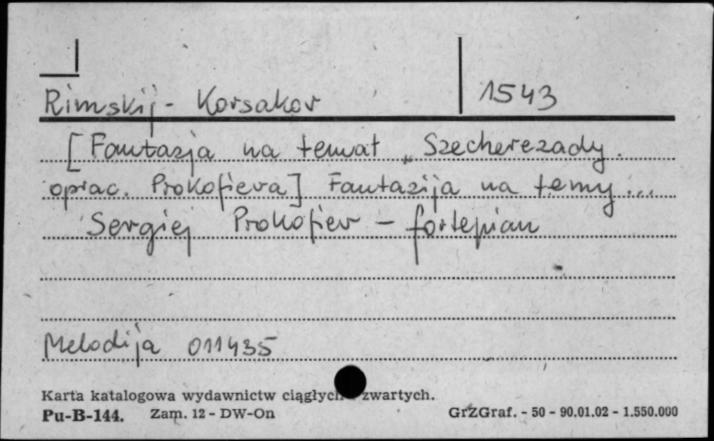 Rimskij - Korsakov 1543
[Fantazja na temat „Szecherezady.
oprac. Prokofieva] Fantazija na temy...
Sergiej Prokofiev - fortepian
Melodija 011435
Karta katalogowa wydawnictw ciągłych zwartych.
Pu-B-144. Zam. 12 - DW-On GrZGraf. - 50 - 90.01.02 - 1.550.000